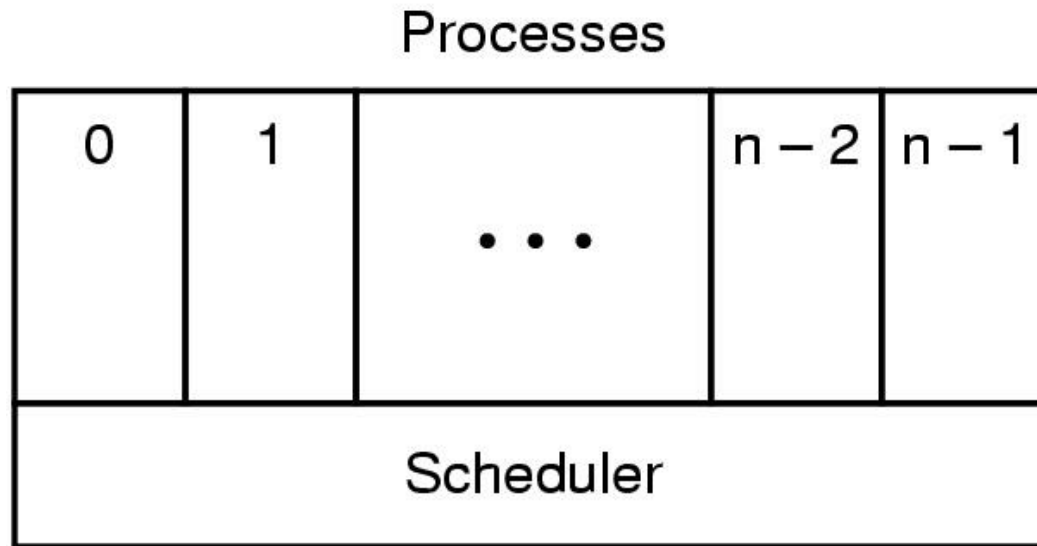 Processes
0 1 n – 2 n – 1
• • •
Scheduler